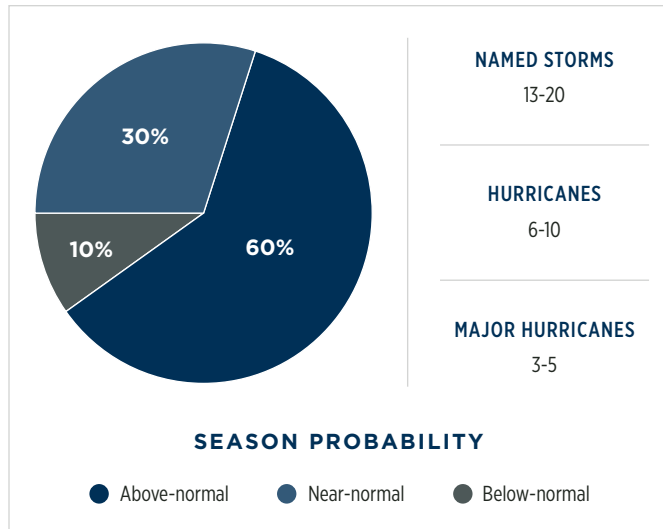 30%
10%
60%
NAMED STORMS
13-20
HURRICANES
6-10
MAJOR HURRICANES
3-5
SEASON PROBABILITY
Above-normal
Near-normal
Below-normal